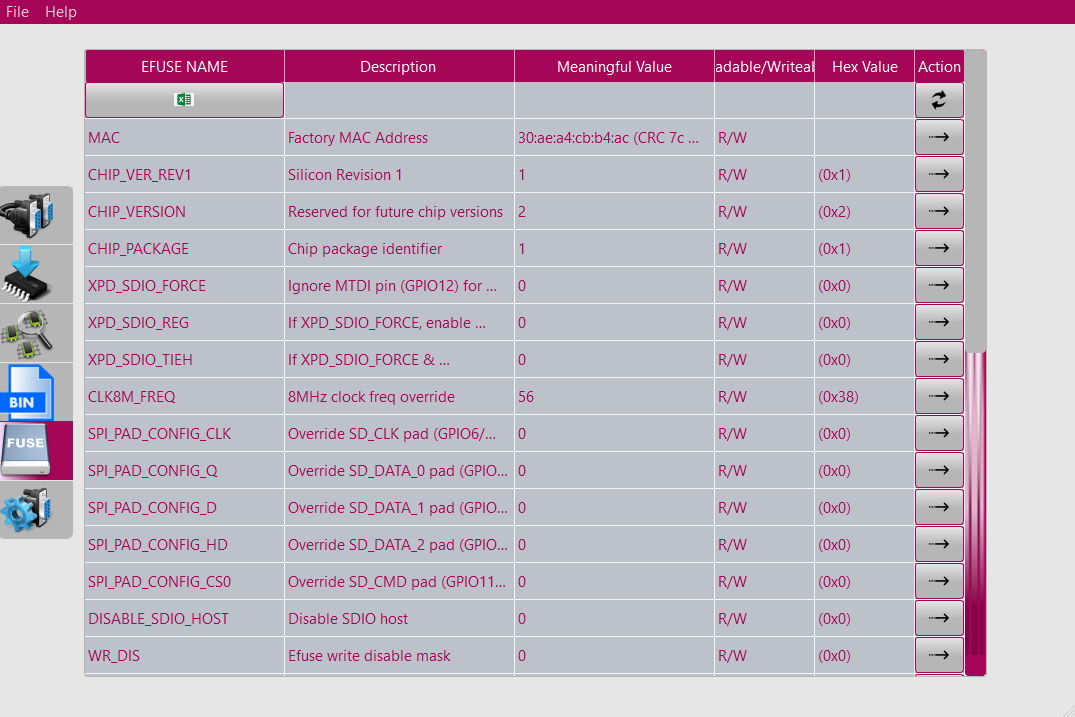 File Help
EFUSE NAME Description Meaningful Value adable/Writeab Hex Value Action
MAC Factory MAC Address 30:ae:a4:cb:b4:ac (CRC 7c ... R/W
CHIP_VER_REV1 Silicon Revision 1 1 R/W (0x1)
CHIP_VERSION Reserved for future chip versions 2 R/W (0x2)
CHIP_PACKAGE Chip package identifier 1 R/W (0x1)
XPD_SDIO_FORCE Ignore MTDI pin (GPIO12) for ... 0 R/W (0x0)
XPD_SDIO_REG If XPD_SDIO_FORCE, enable ... 0 R/W (0x0)
XPD_SDIO_TIEH If XPD_SDIO_FORCE & ... 0 R/W (0x0)
CLK8M_FREQ 8MHz clock freq override 56 R/W (0x38)
BIN
SPI_PAD_CONFIG_CLK Override SD_CLK pad (GPIO6/... 0 R/W (0x0)
FUSE
SPI_PAD_CONFIG_Q Override SD_DATA_0 pad (GPIO... 0 R/W (0x0)
SPI_PAD_CONFIG_D Override SD_DATA_1 pad (GPIO... 0 R/W (0x0)
SPI_PAD_CONFIG_HD Override SD_DATA_2 pad (GPIO... 0 R/W (0x0)
SPI_PAD_CONFIG_CS0 Override SD_CMD pad (GPIO11... 0 R/W (0x0)
DISABLE_SDIO_HOST Disable SDIO host 0 R/W (0x0)
WR_DIS Efuse write disable mask 0 R/W (0x0)